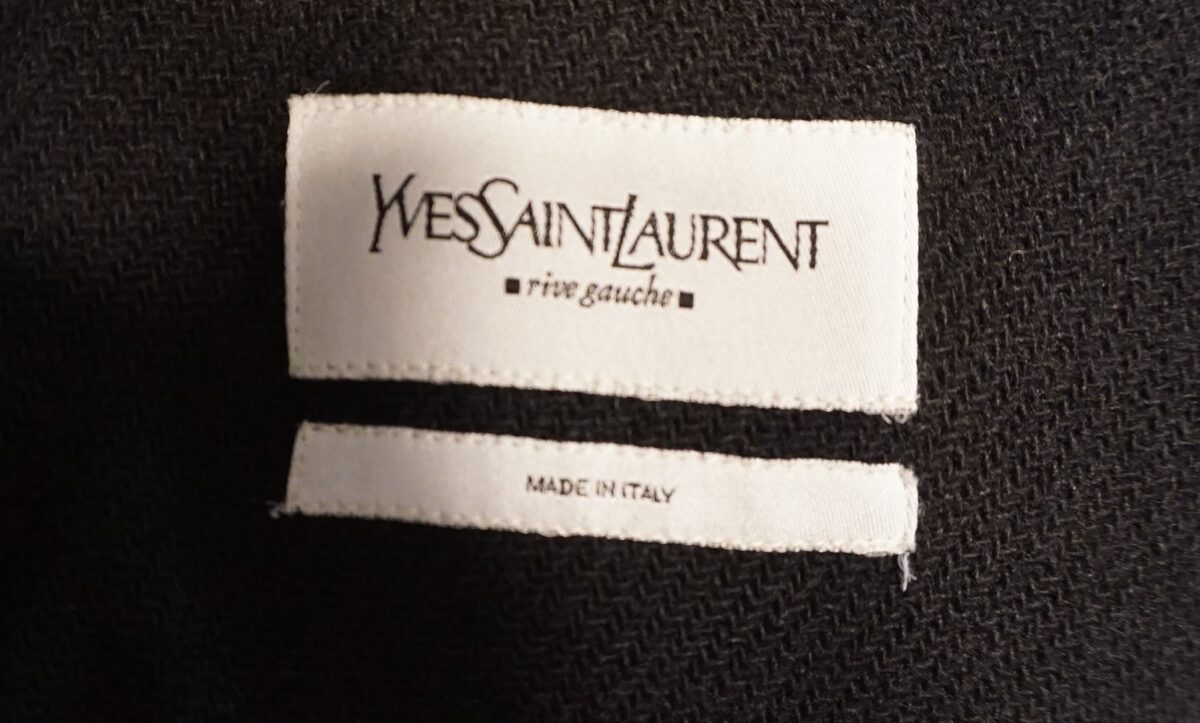 YVESSAINTLAURENT
▪rive gauche▪
MADE IN ITALY